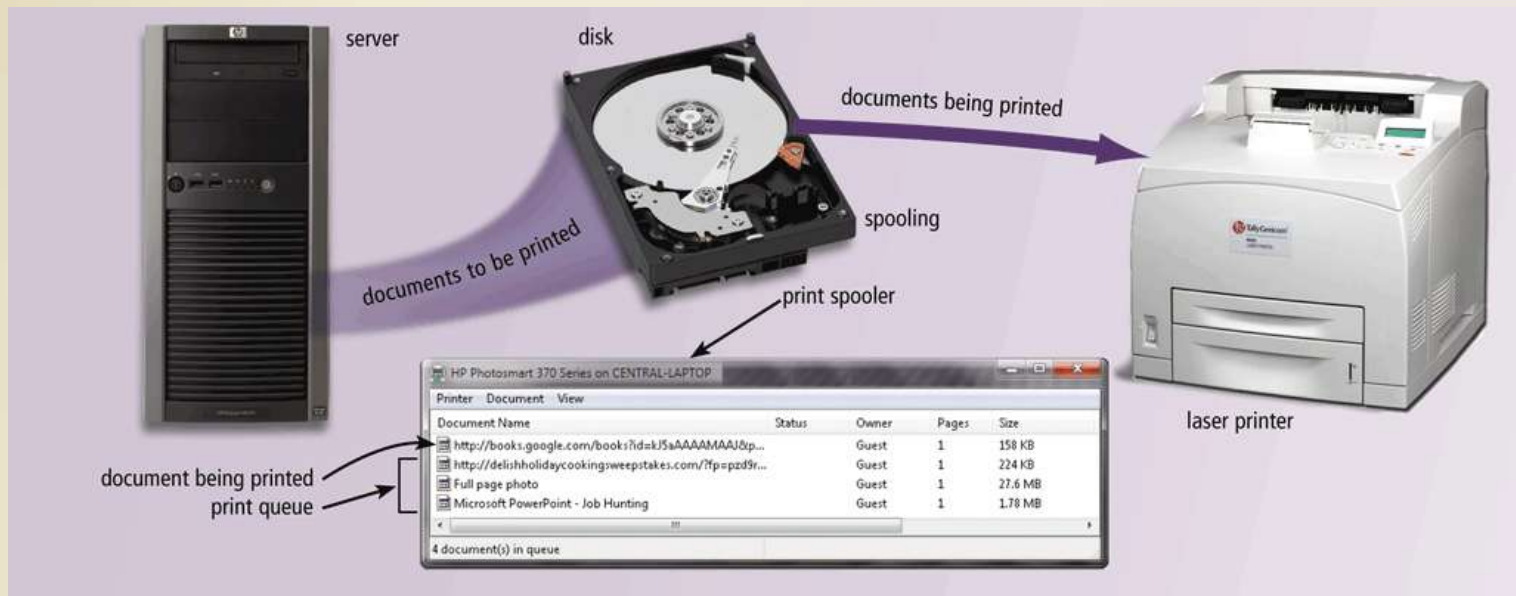 server
disk
documents being printed
documents to be printed
spooling
print spooler
TallyGenicom
laser printer
HP Photosmart 370 Series on CENTRAL-LAPTOP
Printer Document View
Document Name Status Owner Pages Size
http://books.google.com/books?id=kJ5aAAAAMAAJ&p... Guest 1 158 KB
http://delishholidaycookingsweepstakes.com/?fp=pzd9r... Guest 1 224 KB
Full page photo Guest 1 27.6 MB
Microsoft PowerPoint - Job Hunting Guest 1 1.78 MB
4 document(s) in queue
document being printed
print queue